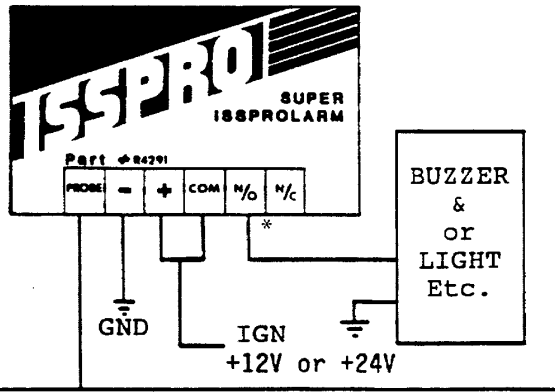 ISSPRO
SUPER
ISSPROLARM
Part # R4291
PROBE - + COM N/O N/C
*
BUZZER
&
or
LIGHT
Etc.
GND
IGN
+12V or +24V